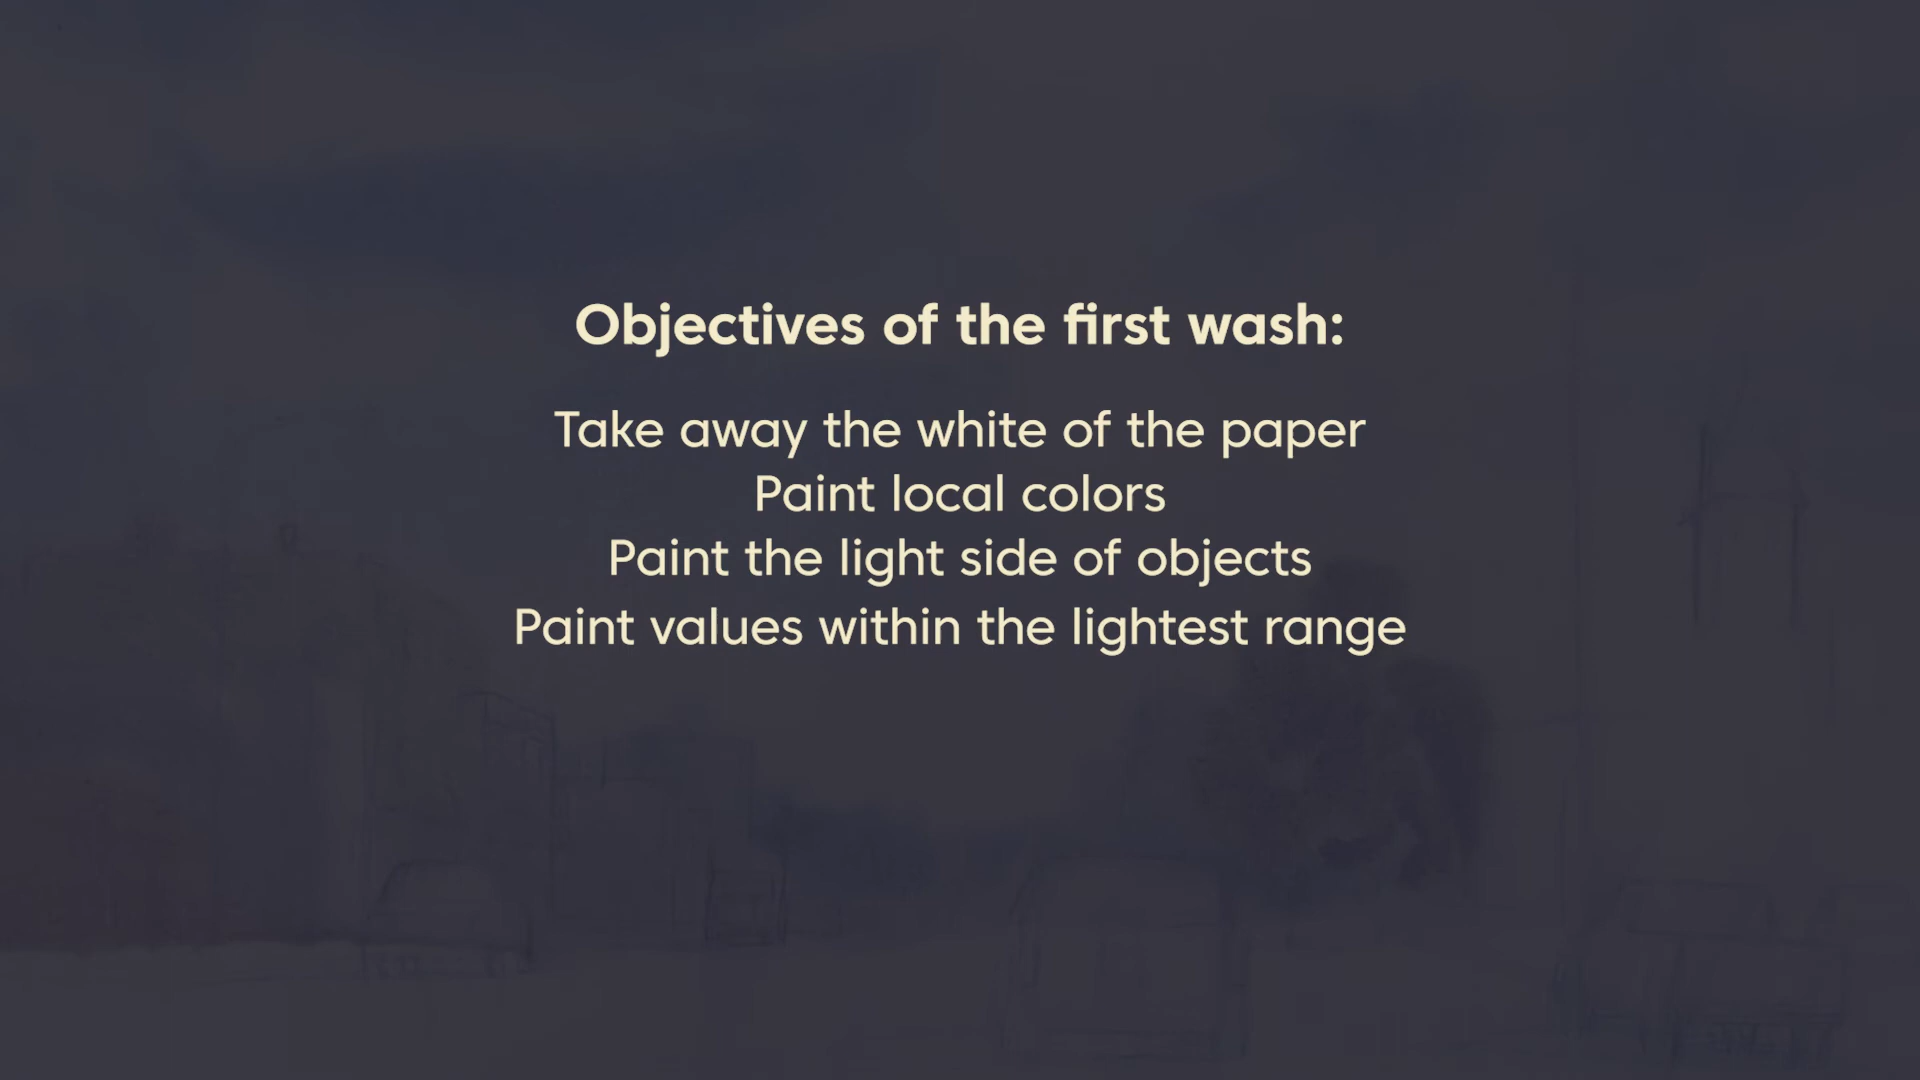 Objectives of the first wash:
Take away the white of the paper
Paint local colors
Paint the light side of objects
Paint values within the lightest range